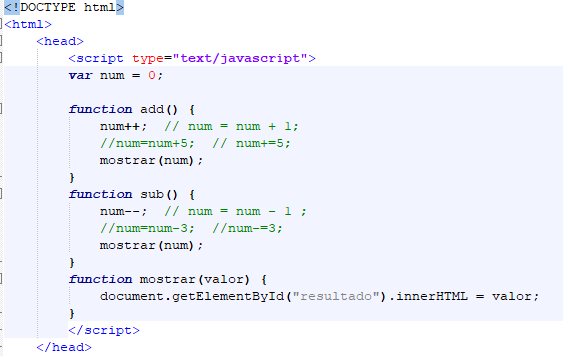 <!DOCTYPE html>
<html>
<head>
<script type="text/javascript">
var num = 0;
function add() {
num++;  // num = num + 1;
//num=num+5;  // num+=5;
mostrar(num);
}
function sub() {
num--;  // num = num - 1 ;
//num=num-3;  //num-=3;
mostrar(num);
}
function mostrar(valor) {
document.getElementById("resultado").innerHTML = valor;
}
</script>
</head>